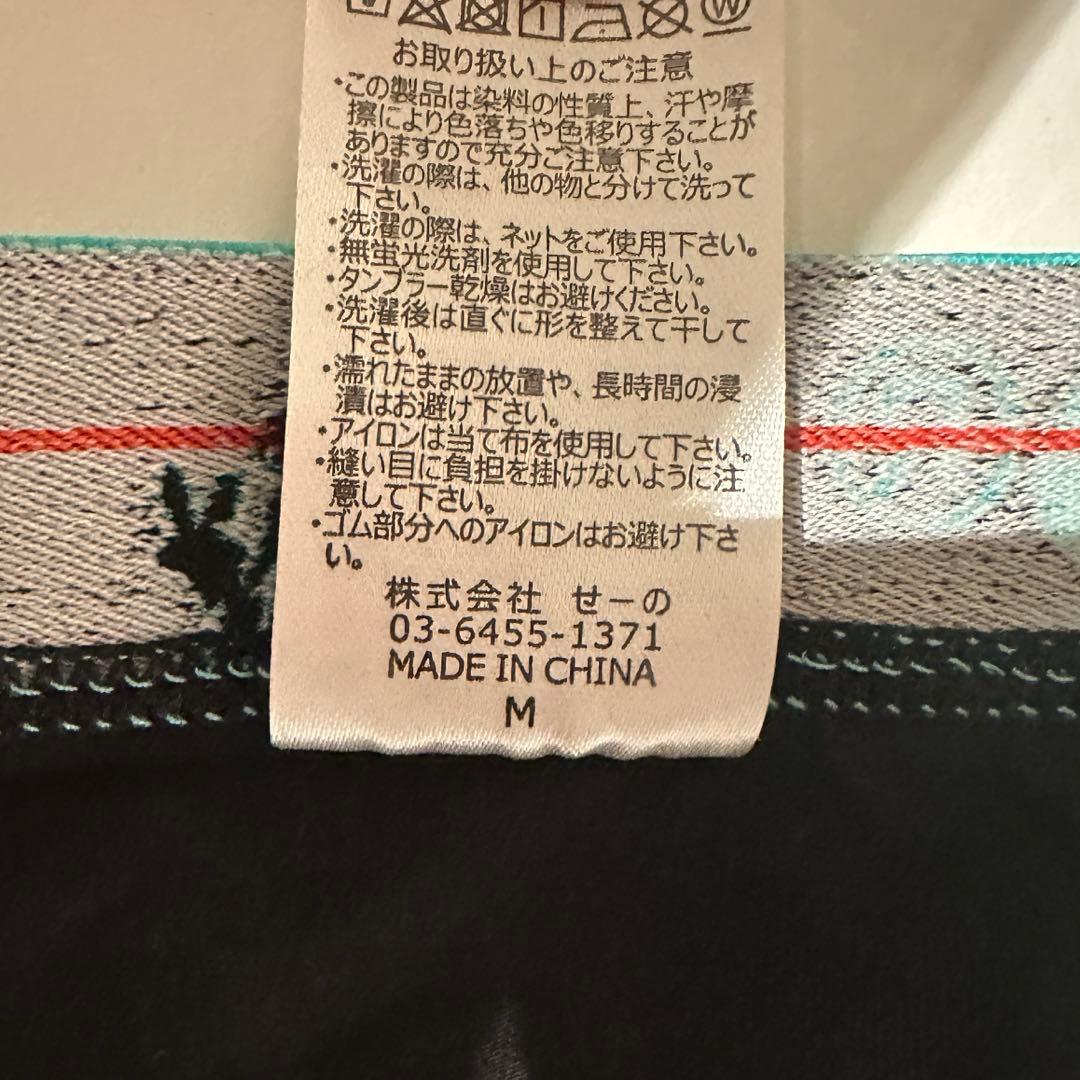 お取り扱い上のご注意
・この製品は染料の性質上、汗や摩
擦により色落ちや色移りすることが
ありますので充分ご注意下さい。
・洗濯の際は、他の物と分けて洗って
下さい。
・洗濯の際は、ネットをご使用下さい。
・無蛍光洗剤を使用して下さい。
・タンブラー乾燥はお避けください。
・洗濯後は直ぐに形を整えて干して
下さい。
・濡れたままの放置や、長時間の浸
漬はお避け下さい。
・アイロンは当て布を使用して下さい。
・縫い目に負担を掛けないように注
意して下さい。
・ゴム部分へのアイロンはお避け下さ
い。
株式会社 せーの
03-6455-1371
MADE IN CHINA
M